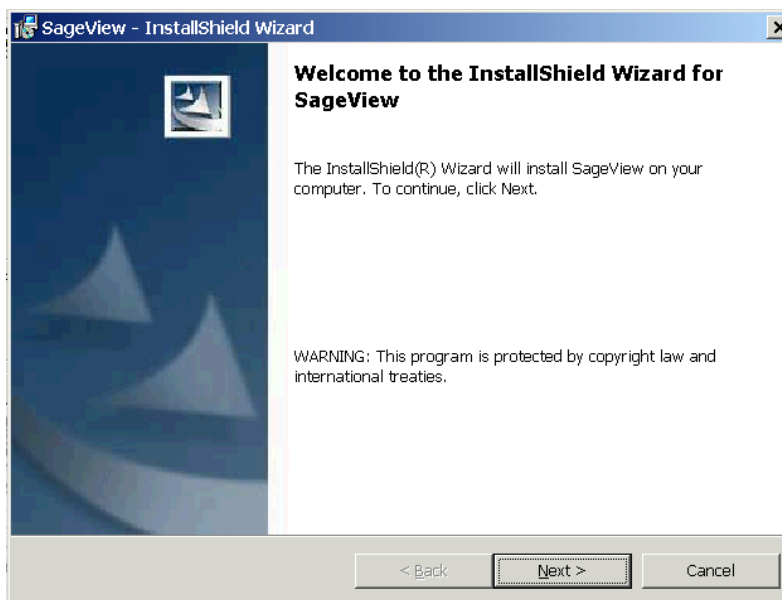 SageView - InstallShield Wizard
Welcome to the InstallShield Wizard for
SageView
The InstallShield(R) Wizard will install SageView on your
computer. To continue, click Next.
WARNING: This program is protected by copyright law and
international treaties.
< Back
Next >
Cancel